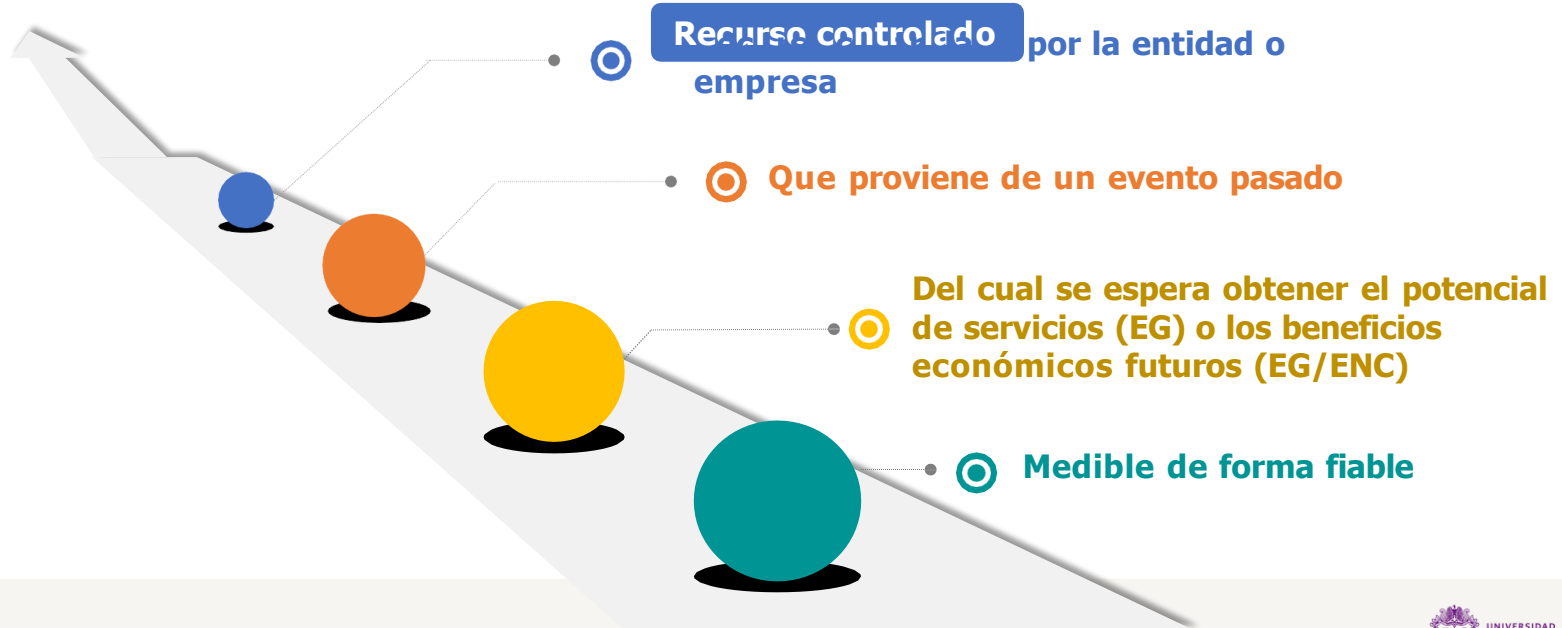 Recurso controlado por la entidad o
empresa
Que proviene de un evento pasado
Del cual se espera obtener el potencial
de servicios (EG) o los beneficios
económicos futuros (EG/ENC)
Medible de forma fiable
UNIVERSIDAD